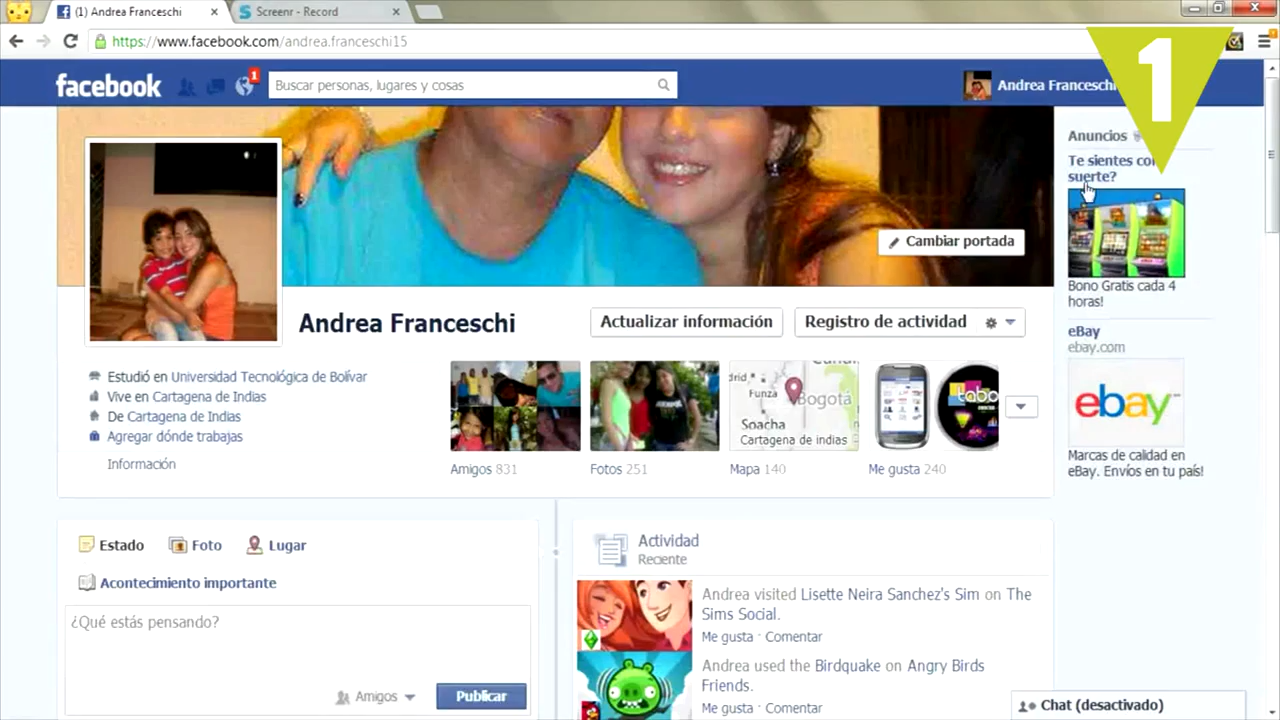 (1) Andrea Franceschi
Screenr - Record
https://www.facebook.com/andrea.franceschi15
1
facebook
1
Buscar personas, lugares y cosas
Andrea Franceschi
Anuncios
Te sientes con
suerte?
Bono Gratis cada 4
horas!
eBay
ebay.com
ebay
Marcas de calidad en
eBay. Envíos en tu país!
Cambiar portada
Andrea Franceschi
Actualizar información
Registro de actividad
Estudió en Universidad Tecnológica de Bolívar
Vive en Cartagena de Indias
De Cartagena de Indias
Agregar dónde trabajas
Información
Funza
Bogotá
Soacha
Cartagena de indias
Amigos 831
Fotos 251
Mapa 140
Me gusta 240
Estado
Foto
Lugar
Acontecimiento importante
¿Qué estás pensando?
Amigos
Publicar
Actividad
Reciente
Andrea visited Lisette Neira Sanchez's Sim on The
Sims Social.
Me gusta · Comentar
Andrea used the Birdquake on Angry Birds
Friends.
Me gusta · Comentar
Chat (desactivado)